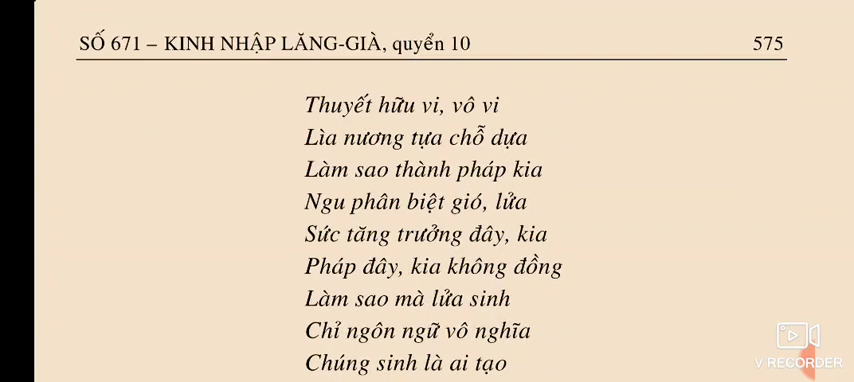 SỐ 671 – KINH NHẬP LĂNG-GIÀ, quyển 10 575
Thuyết hữu vi, vô vi
Lìa nương tựa chỗ dựa
Làm sao thành pháp kia
Ngu phân biệt gió, lửa
Sức tăng trưởng đây, kia
Pháp đây, kia không đồng
Làm sao mà lửa sinh
Chỉ ngôn ngữ vô nghĩa
Chúng sinh là ai tạo
V RECORDER